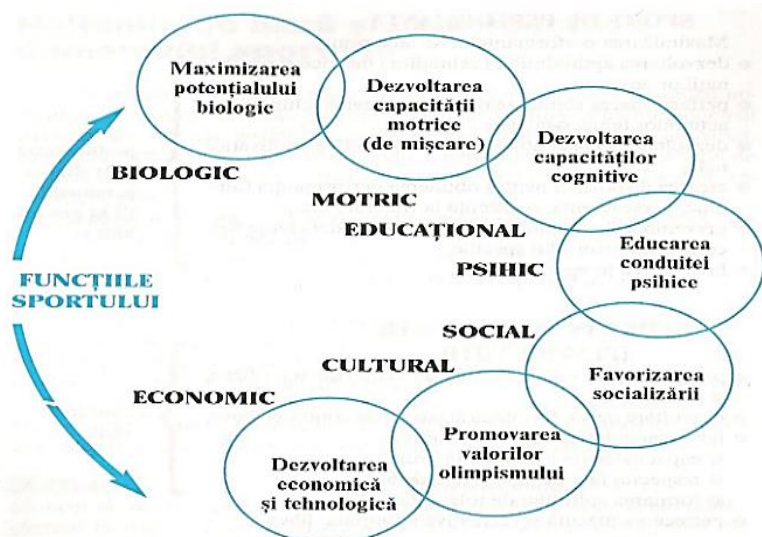 Maximizarea
potențialului
biologic
Dezvoltarea
capacității
motrice
(de mișcare)
Dezvoltarea
capacităților
cognitive
BIOLOGIC
MOTRIC
EDUCAȚIONAL
PSIHIC
Educarea
conduitei
psihice
FUNCȚIILE
SPORTULUI
SOCIAL
CULTURAL
ECONOMIC
Favorizarea
socializării
Promovarea
valorilor
olimpismului
Dezvoltarea
economică
și tehnologică